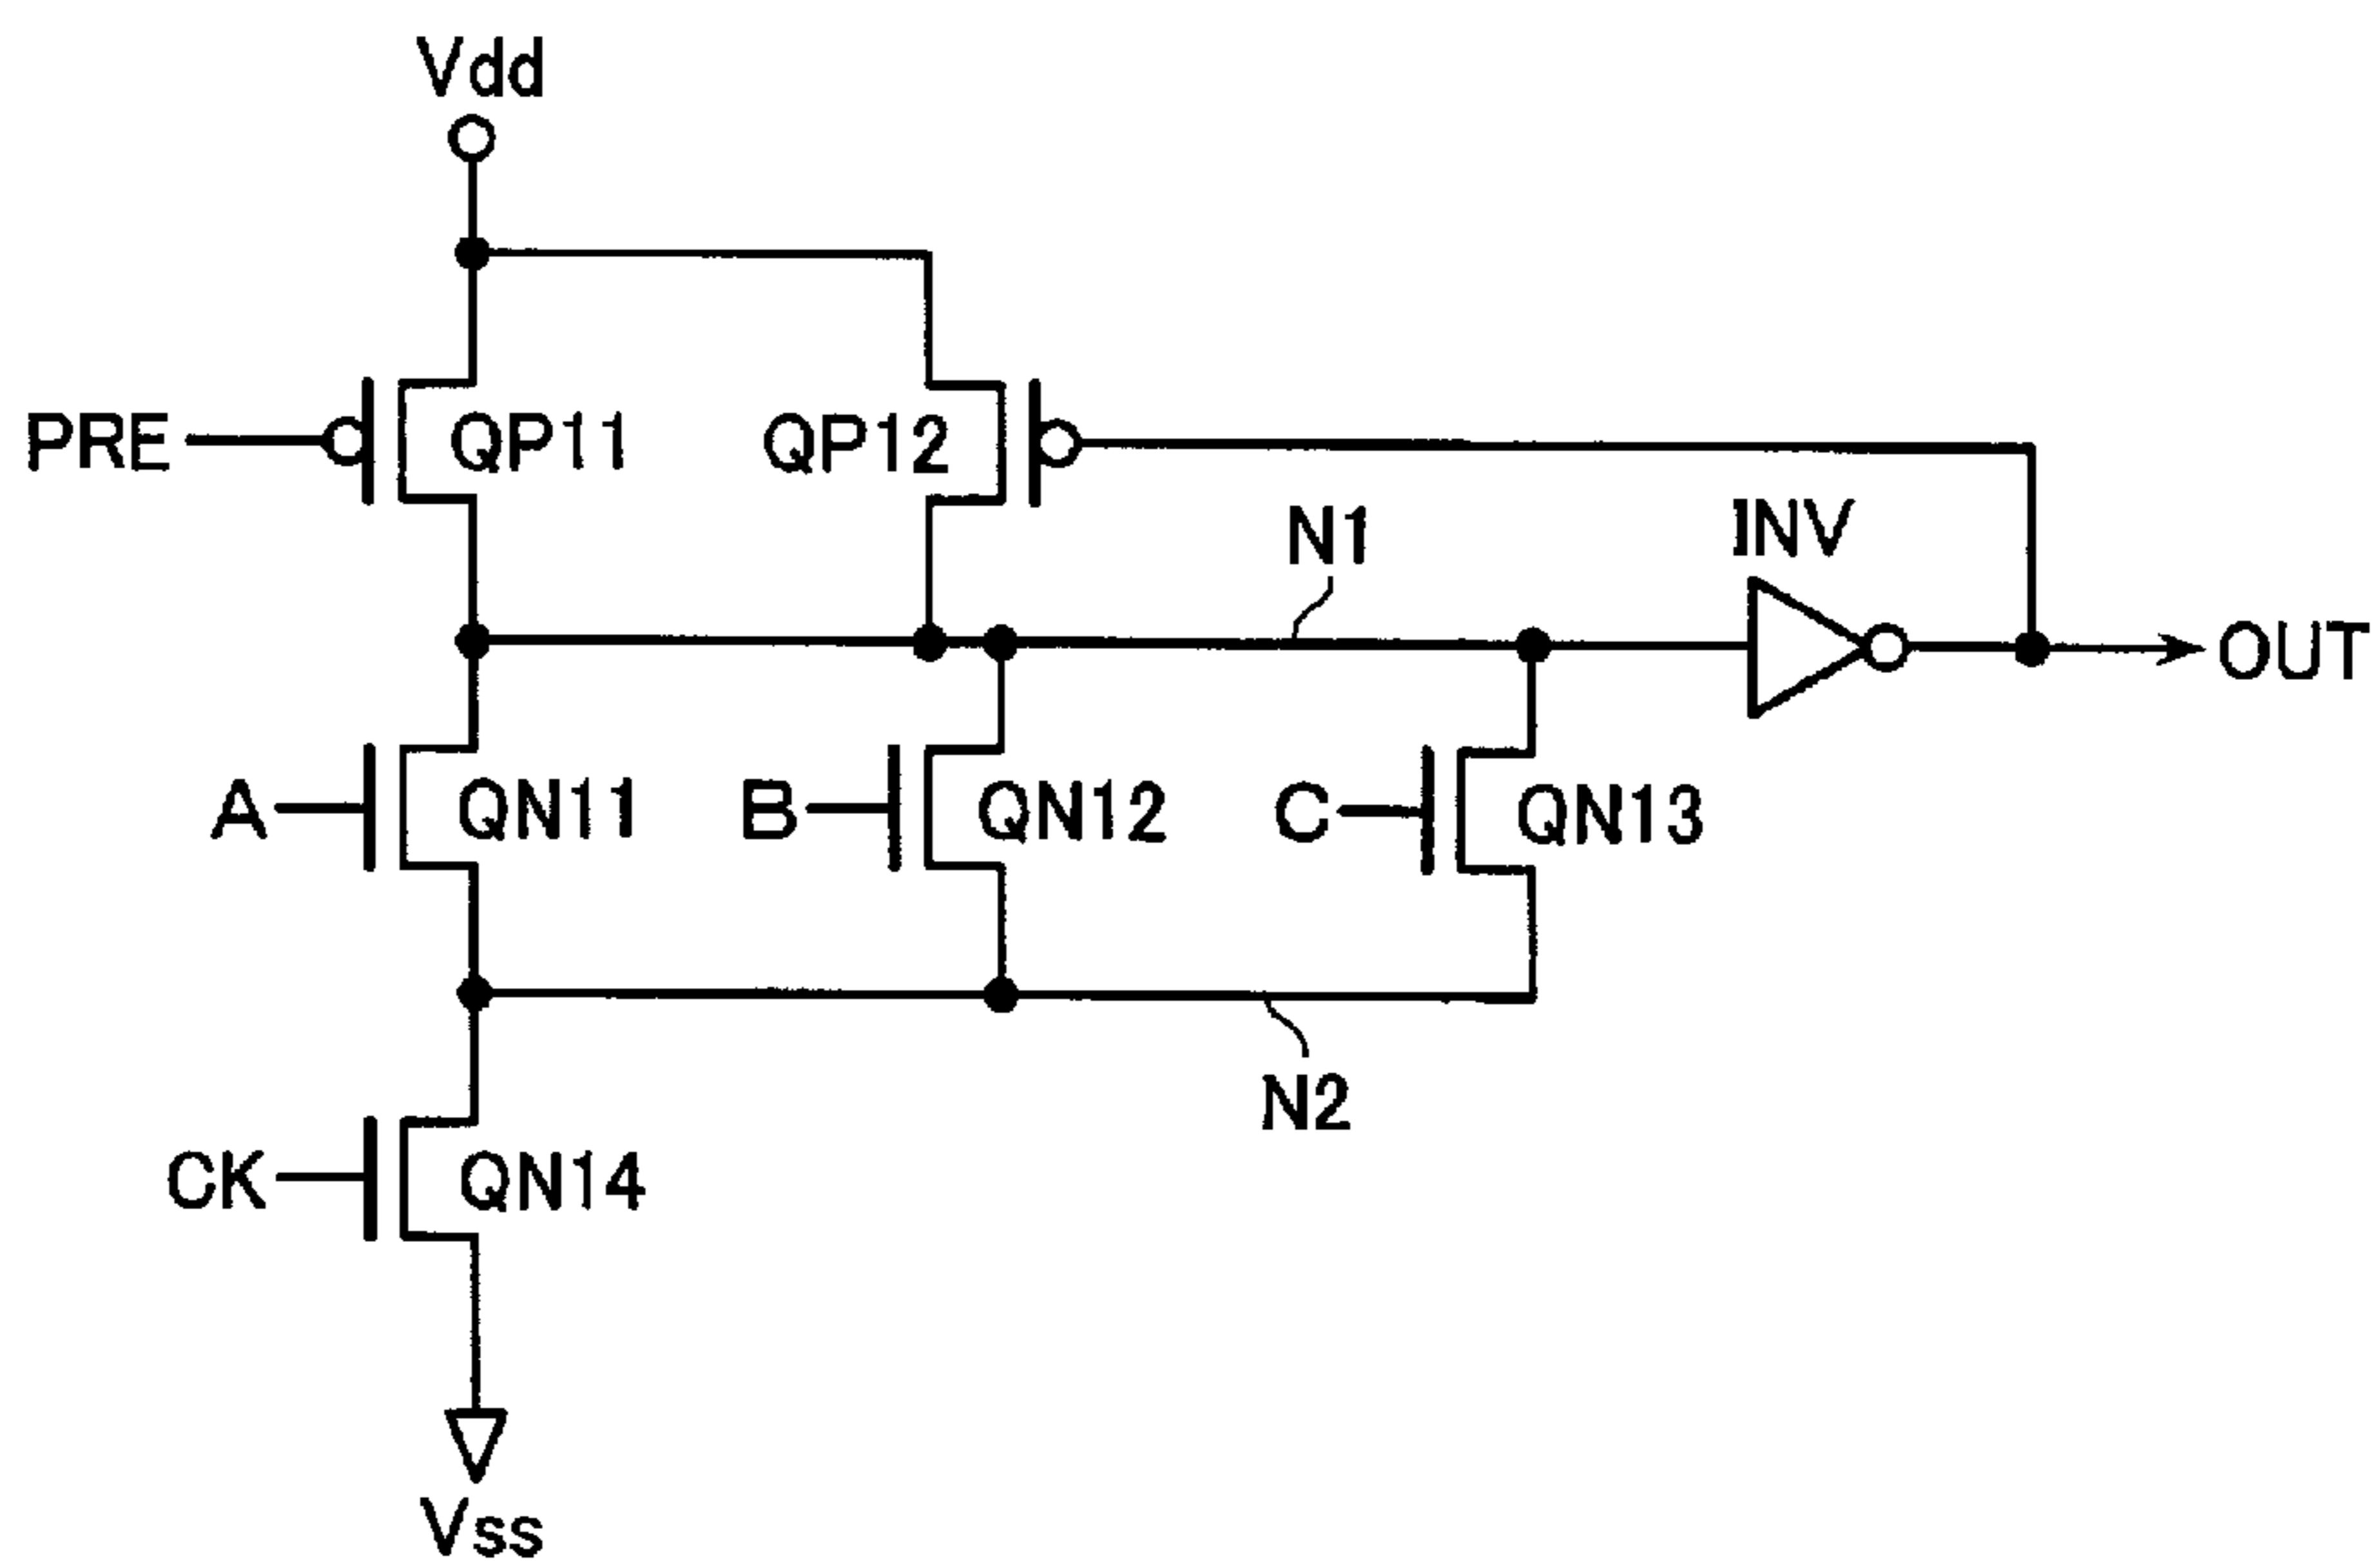 Vdd
PRE
QP11
QP12
N1
INV
OUT
A
QN11
B
QN12
C
QN13
N2
CK
QN14
Vss